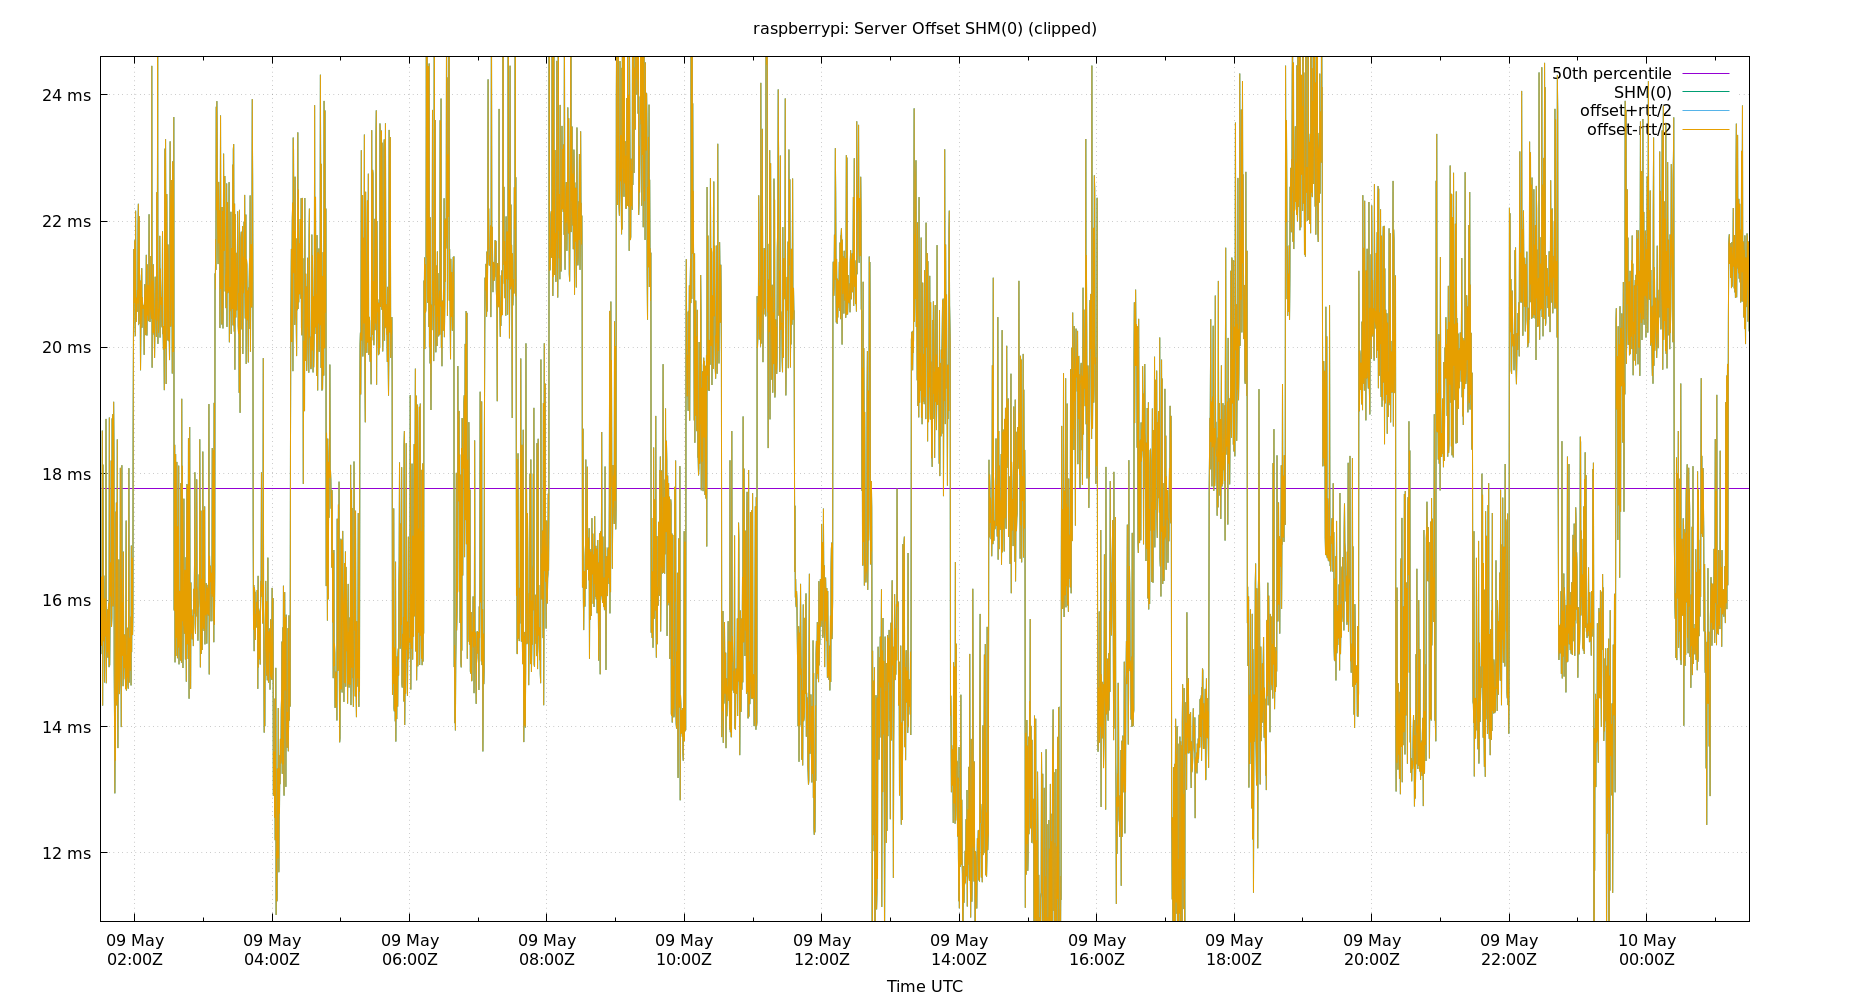 raspberrypi: Server Offset SHM(0) (clipped)
50th percentile
SHM(0)
offset+rtt/2
offset-rtt/2
24 ms
22 ms
20 ms
18 ms
16 ms
14 ms
12 ms
09 May 09 May 09 May 09 May 09 May 09 May 09 May 09 May 09 May 09 May 09 May 10 May
02:00Z 04:00Z 06:00Z 08:00Z 10:00Z 12:00Z 14:00Z 16:00Z 18:00Z 20:00Z 22:00Z 00:00Z
Time UTC